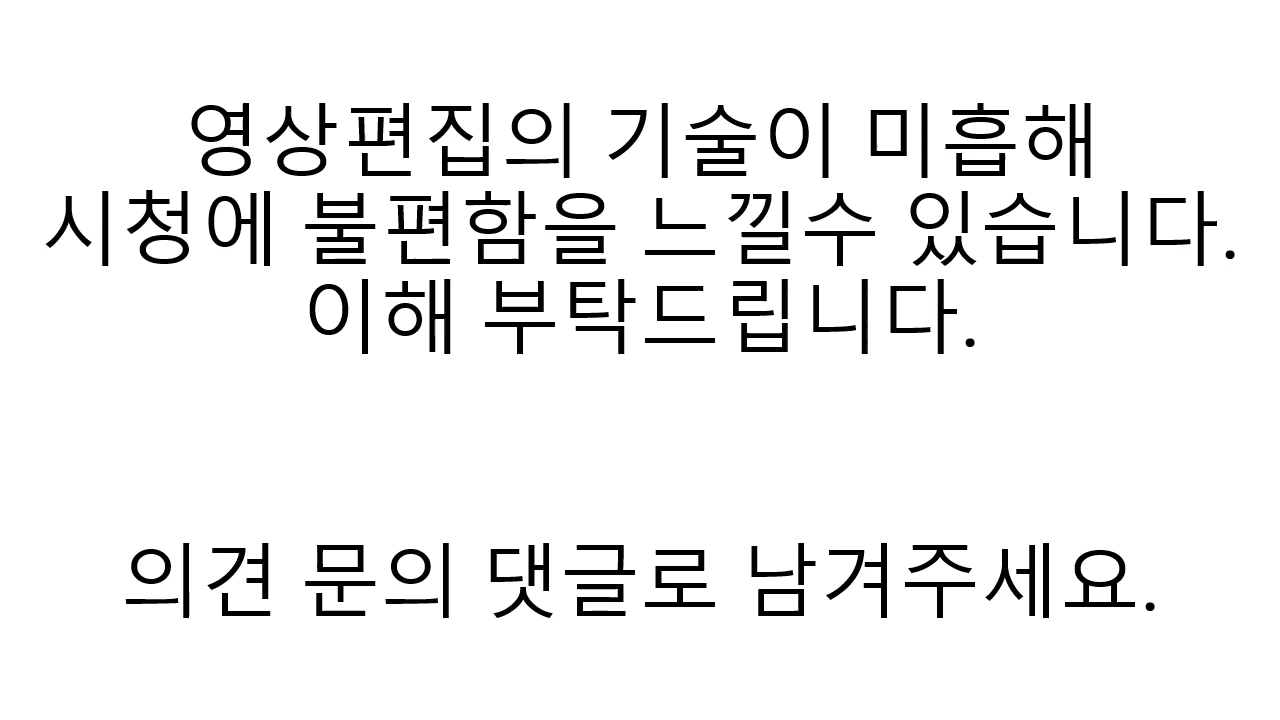 영상편집의 기술이 미흡해
시청에 불편함을 느낄수 있습니다.
이해 부탁드립니다.
의견 문의 댓글로 남겨주세요.